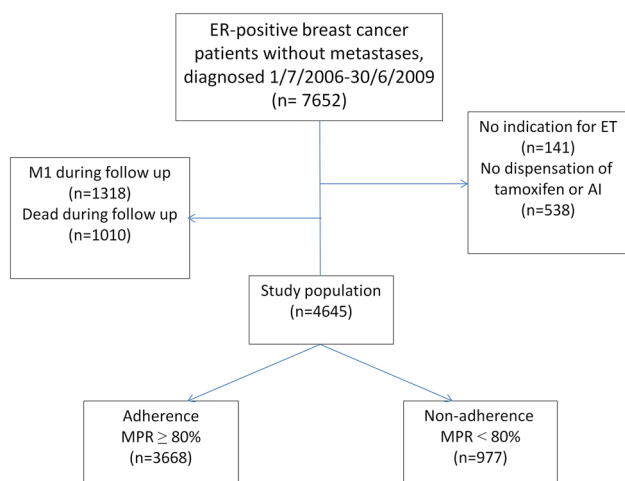 ER-positive breast cancer
patients without metastases,
diagnosed 1/7/2006-30/6/2009
(n= 7652)
No indication for ET
(n=141)
No dispensation of
tamoxifen or AI
(n=538)
M1 during follow up
(n=1318)
Dead during follow up
(n=1010)
Study population
(n=4645)
Adherence
MPR ≥ 80%
(n=3668)
Non-adherence
MPR < 80%
(n=977)